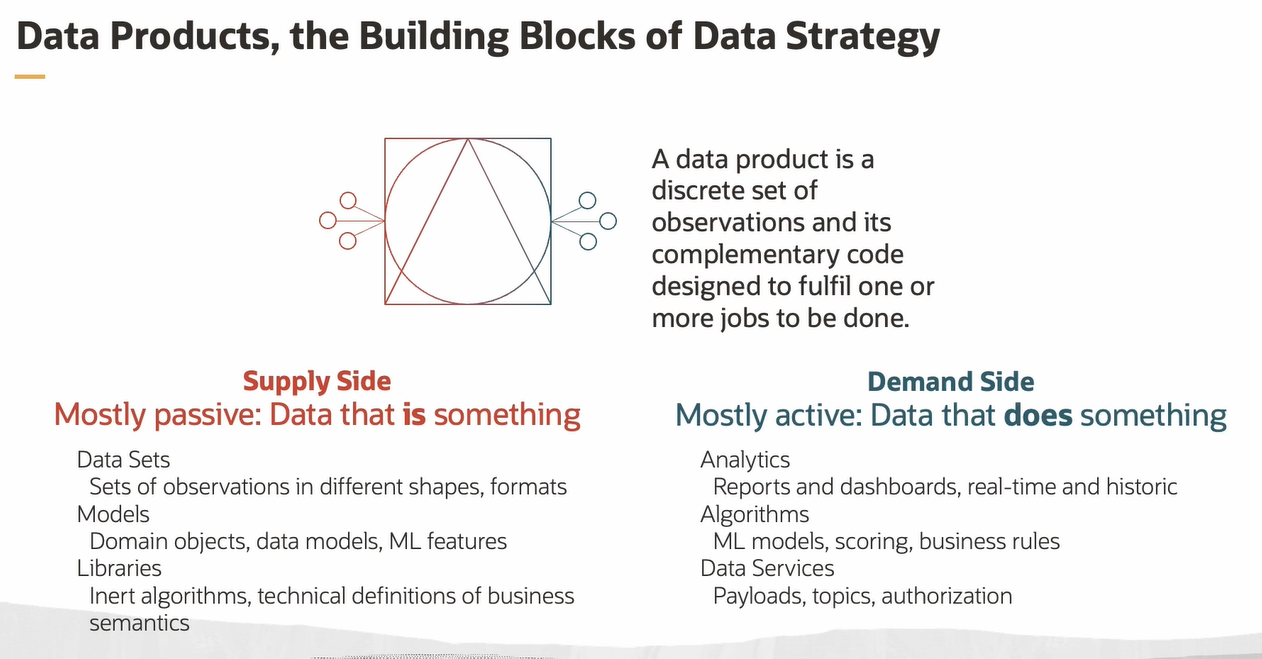 Data Products, the Building Blocks of Data Strategy
A data product is a
discrete set of
observations and its
complementary code
designed to fulfil one or
more jobs to be done.
Supply Side
Mostly passive: Data that is something
Data Sets
Sets of observations in different shapes, formats
Models
Domain objects, data models, ML features
Libraries
Inert algorithms, technical definitions of business
semantics
Demand Side
Mostly active: Data that does something
Analytics
Reports and dashboards, real-time and historic
Algorithms
ML models, scoring, business rules
Data Services
Payloads, topics, authorization